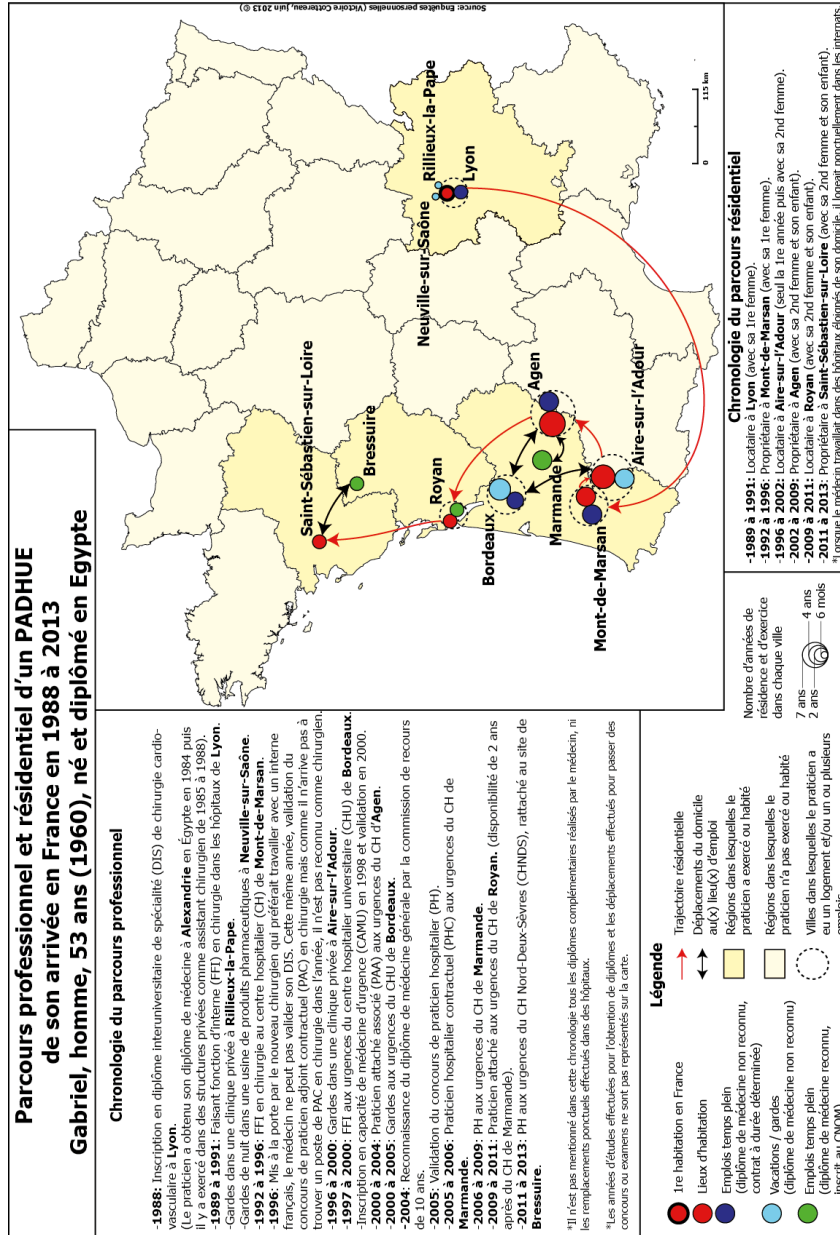 Parcours professionnel et résidentiel d'un PADHUE
de son arrivée en France en 1988 à 2013
Gabriel, homme, 53 ans (1960), né et diplômé en Egypte
Chronologie du parcours professionnel
-1988: Inscription en diplôme interuniversitaire de spécialité (DIS) de chirurgie cardio-
vasculaire à Lyon.
(Le praticien a obtenu son diplôme de médecine à Alexandrie en Égypte en 1984 puis
il y a exercé dans des structures privées comme assistant chirurgien de 1985 à 1988).
-1989 à 1991: Faisant fonction d'interne (FFI) en chirurgie dans les hôpitaux de Lyon.
-Gardes dans une clinique privée à Rillieux-la-Pape.
-Gardes de nuit dans une usine de produits pharmaceutiques à Neuville-sur-Saône.
-1992 à 1996: FFI en chirurgie au centre hospitalier (CH) de Mont-de-Marsan.
-1996: Mis à la porte par le nouveau chirurgien qui préférait travailler avec un interne
français, le médecin ne peut pas valider son DIS. Cette même année, validation du
concours de praticien adjoint contractuel (PAC) en chirurgie mais comme il n'arrive pas à
trouver un poste de PAC en chirurgie dans l'année, il n'est pas reconnu comme chirurgien.
-1996 à 2000: Gardes dans une clinique privée à Aire-sur-l'Adour.
-1997 à 2000: FFI aux urgences du centre hospitalier universitaire (CHU) de Bordeaux.
-Inscription en capacité de médecine d'urgence (CAMU) en 1998 et validation en 2000.
-2000 à 2004: Praticien attaché associé (PAA) aux urgences du CH d'Agen.
-2000 à 2005: Gardes aux urgences du CHU de Bordeaux.
-2004: Reconnaissance du diplôme de médecine générale par la commission de recours
de 10 ans.
-2005: Validation du concours de praticien hospitalier (PH).
-2005 à 2006: Praticien hospitalier contractuel (PHC) aux urgences du CH de
Marmande.
-2006 à 2009: PH aux urgences du CH de Marmande.
-2009 à 2011: Praticien attaché aux urgences du CH de Royan. (disponibilité de 2 ans
après du CH de Marmande).
-2011 à 2013: PH aux urgences du CH Nord-Deux-Sèvres (CHNDS), rattaché au site de
Bressuire.
*Il n'est pas mentionné dans cette chronologie tous les diplômes complémentaires réalisés par le médecin, ni
les remplacements ponctuels effectués dans des hôpitaux.
*Les années d'études effectuées pour l'obtention de diplômes et les déplacements effectués pour passer des
concours ou examens ne sont pas représentés sur la carte.
Source: Enquêtes personnelles (Victoire Cottereau, juin 2013 ©
Saint-Sébastien-sur-Loire
Bressuire
Royan
Bordeaux
Marmande
Agen
Mont-de-Marsan
Aire-sur-l'Adour
Neuville-sur-Saône
Rillieux-la-Pape
Lyon
0 115 km
Légende
1re habitation en France
Lieux d'habitation
Emplois temps plein
(diplôme de médecine non reconnu,
contrat à durée déterminée)
Vacations / gardes
(diplôme de médecine non reconnu)
Emplois temps plein
(diplôme de médecine reconnu,
inscrit au CNOM)
Trajectoire résidentielle
Déplacements du domicile
au(x) lieu(x) d'emploi
Régions dans lesquelles le
praticien a exercé ou habité
Régions dans lesquelles le
praticien n'a pas exercé ou habité
Villes dans lesquelles le praticien a
eu un logement et/ou un ou plusieurs
emplois
Nombre d'années de
résidence et d'exercice
dans chaque ville
7 ans
2 ans
4 ans
6 mois
Chronologie du parcours résidentiel
-1989 à 1991: Locataire à Lyon (avec sa 1re femme).
-1992 à 1996: Propriétaire à Mont-de-Marsan (avec sa 1re femme).
-1996 à 2002: Locataire à Aire-sur-l'Adour (seul la 1re année puis avec sa 2nd femme).
-2002 à 2009: Propriétaire à Agen (avec sa 2nd femme et son enfant).
-2009 à 2011: Locataire à Royan (avec sa 2nd femme et son enfant).
-2011 à 2013: Propriétaire à Saint-Sébastien-sur-Loire (avec sa 2nd femme et son enfant).
*Lorsque le médecin travaillait dans des hôpitaux éloignés de son domicile, il logeait ponctuellement dans les internats.